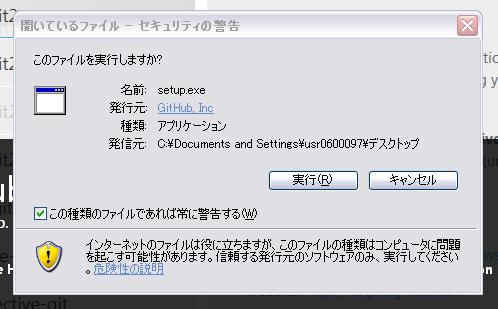 開いているファイル - セキュリティの警告
このファイルを実行しますか?
名前: setup.exe
発行元: GitHub, Inc
種類: アプリケーション
発信元: C:¥Documents and Settings¥usr0600097¥デスクトップ
実行(R)
キャンセル
この種類のファイルであれば常に警告する(W)
インターネットのファイルは役に立ちますが、このファイルの種類はコンピュータに問題
を起こす可能性があります。信頼する発行元のソフトウェアのみ、実行してください
。危険性の説明
ective-git